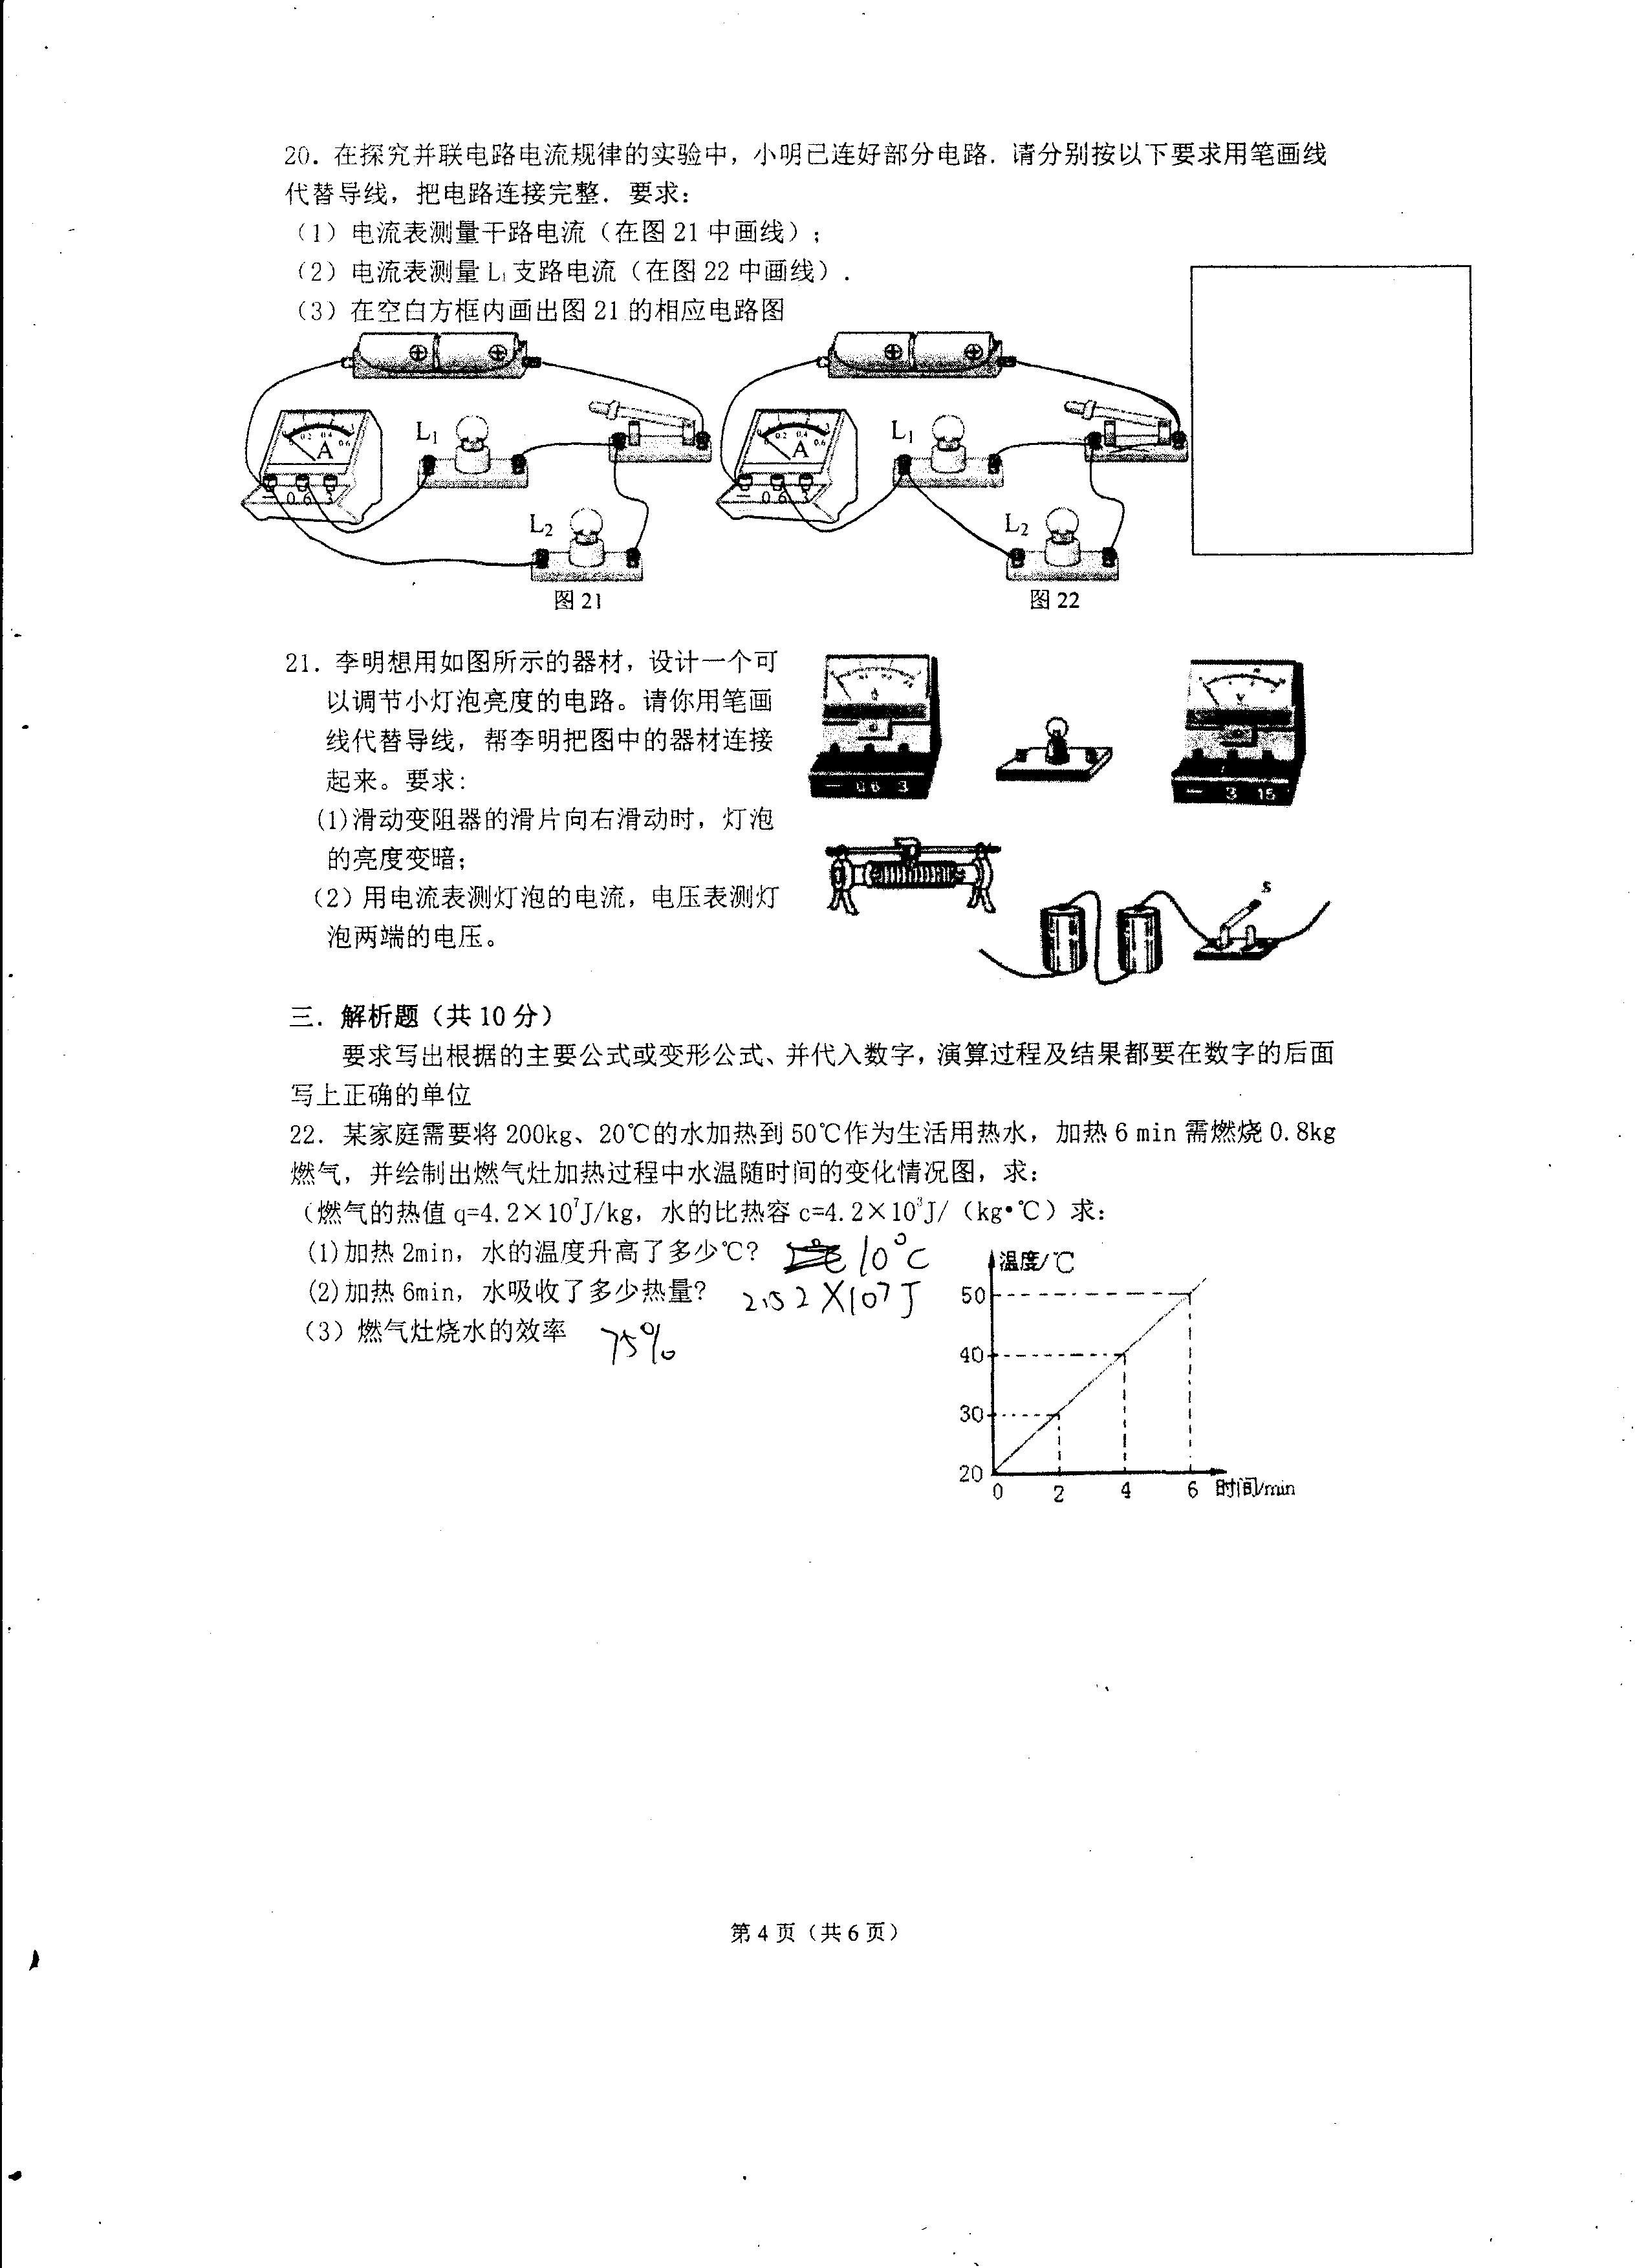 20. 在探究并联电路电流规律的实验中，小明已连好部分电路. 请分别按以下要求用笔画线
代替导线，把电路连接完整. 要求：
（1）电流表测量干路电流（在图 21 中画线）；
（2）电流表测量 L₁ 支路电流（在图 22 中画线）.
（3）在空白方框内画出图 21 的相应电路图
L₁
L₁
0 0.2 0.4 0.6
A
0.2 0.4 0.6
A
— 0.6 3
— 0.6 3
L₂
L₂
图 21
图 22
21. 李明想用如图所示的器材，设计一个可
以调节小灯泡亮度的电路。请你用笔画
线代替导线，帮李明把图中的器材连接
起来。要求：
(1)滑动变阻器的滑片向右滑动时，灯泡
的亮度变暗；
（2）用电流表测灯泡的电流，电压表测灯
泡两端的电压。
— 0.6 3
— 3 15
S
三. 解析题（共 10 分）
要求写出根据的主要公式或变形公式、并代入数字，演算过程及结果都要在数字的后面
写上正确的单位
22. 某家庭需要将 200kg、20℃的水加热到 50℃作为生活用热水，加热 6 min 需燃烧 0.8kg
燃气，并绘制出燃气灶加热过程中水温随时间的变化情况图，求：
（燃气的热值 q=4.2×10⁷J/kg，水的比热容 c=4.2×10³J/（kg•℃）求：
(1)加热 2min，水的温度升高了多少℃? 10℃
(2)加热 6min，水吸收了多少热量? 2.52×10⁷J
（3）燃气灶烧水的效率 75%
温度/℃
50
40
30
20
0 2 4 6 时间/min
第 4 页（共 6 页）